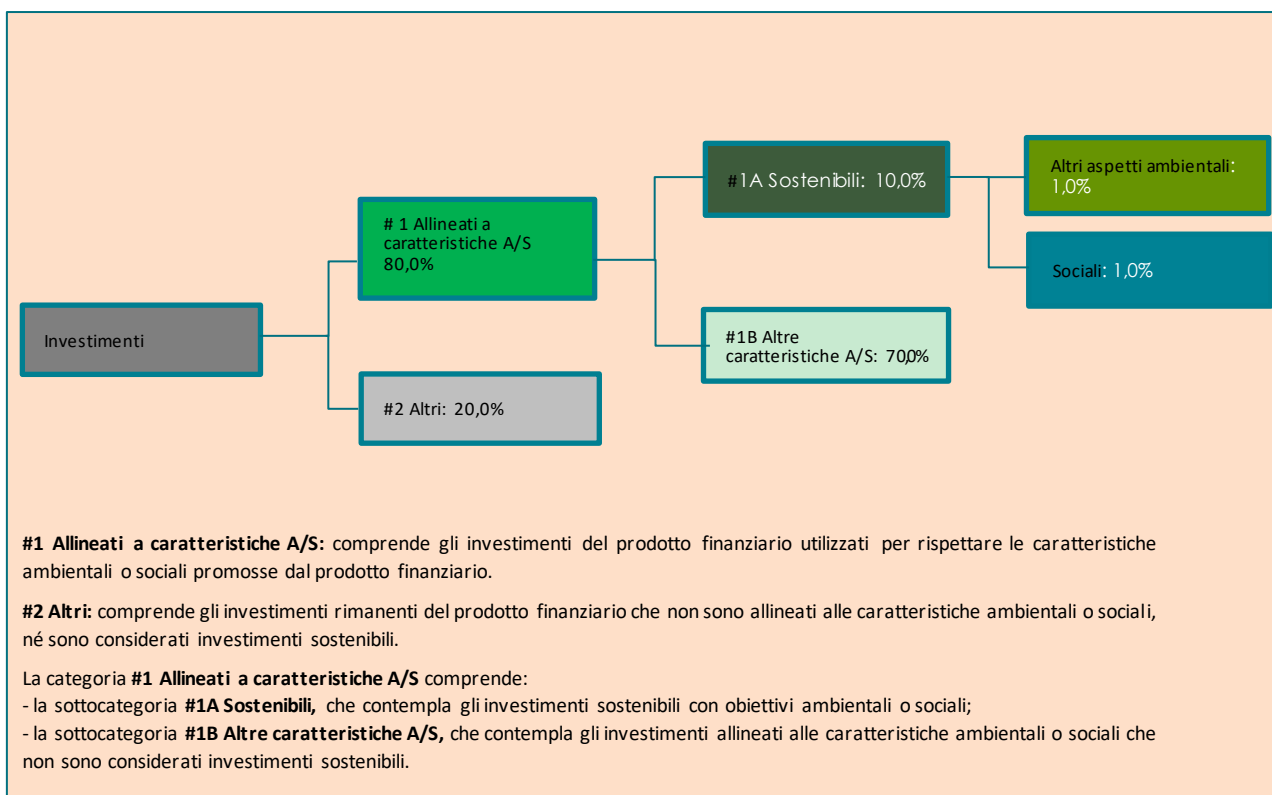 #1A Sostenibili: 10,0%
Altri aspetti ambientali:
1,0%
# 1 Allineati a
caratteristiche A/S
80,0%
Sociali: 1,0%
Investimenti
#1B Altre
caratteristiche A/S: 70,0%
#2 Altri: 20,0%
#1 Allineati a caratteristiche A/S: comprende gli investimenti del prodotto finanziario utilizzati per rispettare le caratteristiche
ambientali o sociali promosse dal prodotto finanziario.
#2 Altri: comprende gli investimenti rimanenti del prodotto finanziario che non sono allineati alle caratteristiche ambientali o sociali,
né sono considerati investimenti sostenibili.
La categoria #1 Allineati a caratteristiche A/S comprende:
- la sottocategoria #1A Sostenibili, che contempla gli investimenti sostenibili con obiettivi ambientali o sociali;
- la sottocategoria #1B Altre caratteristiche A/S, che contempla gli investimenti allineati alle caratteristiche ambientali o sociali che
non sono considerati investimenti sostenibili.